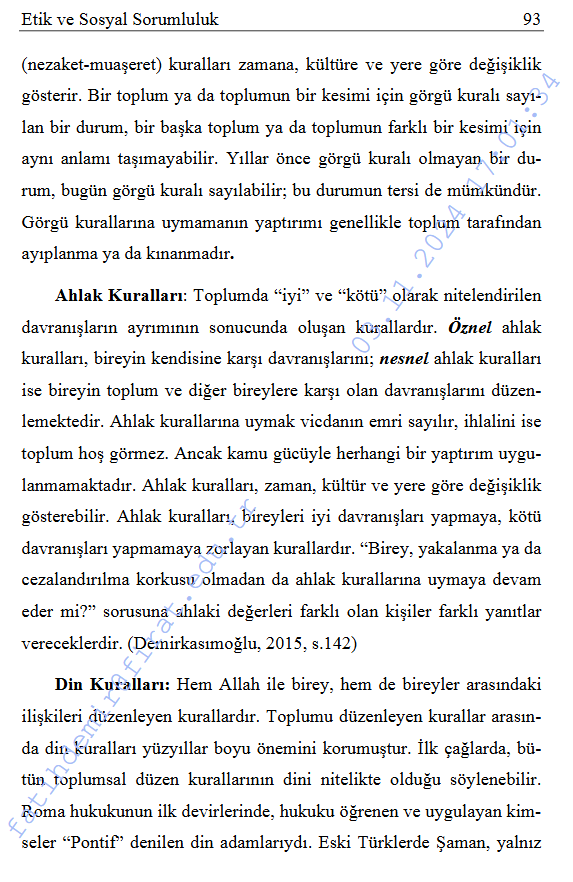 Etik ve Sosyal Sorumluluk 93
(nezaket-muaşeret) kuralları zamana, kültüre ve yere göre değişiklik
gösterir. Bir toplum ya da toplumun bir kesimi için görgü kuralı sayı-
lan bir durum, bir başka toplum ya da toplumun farklı bir kesimi için
aynı anlamı taşımayabilir. Yıllar önce görgü kuralı olmayan bir du-
rum, bugün görgü kuralı sayılabilir; bu durumun tersi de mümkündür.
Görgü kurallarına uymamanın yaptırımı genellikle toplum tarafından
ayıplanma ya da kınanmadır.
Ahlak Kuralları: Toplumda “iyi” ve “kötü” olarak nitelendirilen
davranışların ayrımının sonucunda oluşan kurallardır. Öznel ahlak
kuralları, bireyin kendisine karşı davranışlarını; nesnel ahlak kuralları
ise bireyin toplum ve diğer bireylere karşı olan davranışlarını düzen-
lemektedir. Ahlak kurallarına uymak vicdanın emri sayılır, ihlalini ise
toplum hoş görmez. Ancak kamu gücüyle herhangi bir yaptırım uygu-
lanmamaktadır. Ahlak kuralları, zaman, kültür ve yere göre değişiklik
gösterebilir. Ahlak kuralları, bireyleri iyi davranışları yapmaya, kötü
davranışları yapmamaya zorlayan kurallardır. “Birey, yakalanma ya da
cezalandırılma korkusu olmadan da ahlak kurallarına uymaya devam
eder mi?” sorusuna ahlaki değerleri farklı olan kişiler farklı yanıtlar
vereceklerdir. (Demirkasımoğlu, 2015, s.142)
Din Kuralları: Hem Allah ile birey, hem de bireyler arasındaki
ilişkileri düzenleyen kurallardır. Toplumu düzenleyen kurallar arasın-
da din kuralları yüzyıllar boyu önemini korumuştur. İlk çağlarda, bü-
tün toplumsal düzen kurallarının dini nitelikte olduğu söylenebilir.
Roma hukukunun ilk devirlerinde, hukuku öğrenen ve uygulayan kim-
seler “Pontif” denilen din adamlarıydı. Eski Türklerde Şaman, yalnız